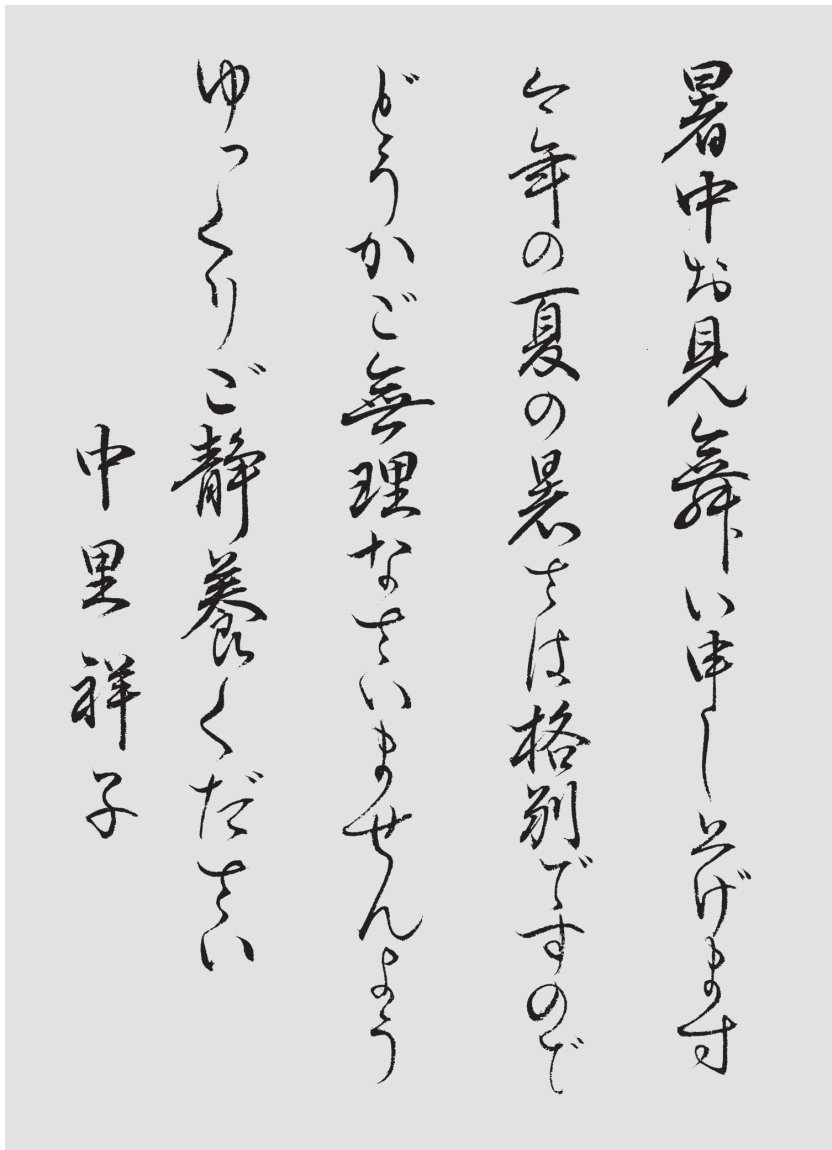 暑中お見舞い申し上げます
今年の夏の暑さは格別ですので
どうかご無理なさいませんよう
ゆっくりご静養ください
中里祥子